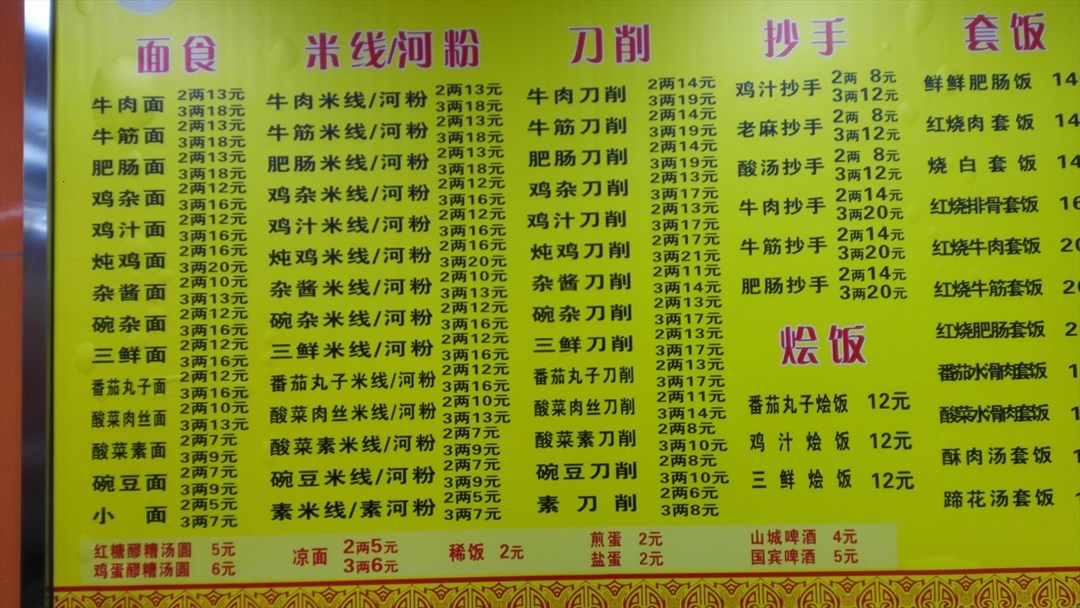 面食
牛肉面 2两13元 3两18元
牛筋面 2两13元 3两18元
肥肠面 2两13元 3两18元
鸡杂面 2两12元 3两16元
鸡汁面 2两12元 3两16元
炖鸡面 2两16元 3两20元
杂酱面 2两10元 3两13元
碗杂面 2两12元 3两16元
三鲜面 2两12元 3两16元
番茄丸子面 2两12元 3两16元
酸菜肉丝面 2两10元 3两13元
酸菜素面 2两7元 3两9元
碗豆面 2两7元 3两9元
小面 2两5元 3两7元
米线/河粉
牛肉米线/河粉 2两13元 3两18元
牛筋米线/河粉 2两13元 3两18元
肥肠米线/河粉 2两13元 3两18元
鸡杂米线/河粉 2两12元 3两16元
鸡汁米线/河粉 2两12元 3两16元
炖鸡米线/河粉 2两16元 3两20元
杂酱米线/河粉 2两10元 3两13元
碗杂米线/河粉 2两12元 3两16元
三鲜米线/河粉 2两12元 3两16元
番茄丸子米线/河粉 2两12元 3两16元
酸菜肉丝米线/河粉 2两10元 3两13元
酸菜素米线/河粉 2两7元 3两9元
碗豆米线/河粉 2两7元 3两9元
素米线/素河粉 2两5元 3两7元
刀削
牛肉刀削 2两14元 3两19元
牛筋刀削 2两14元 3两19元
肥肠刀削 2两14元 3两19元
鸡杂刀削 2两13元 3两17元
鸡汁刀削 2两13元 3两17元
炖鸡刀削 2两17元 3两21元
杂酱刀削 2两11元 3两14元
碗杂刀削 2两13元 3两17元
三鲜刀削 2两13元 3两17元
番茄丸子刀削 2两13元 3两17元
酸菜肉丝刀削 2两11元 3两14元
酸菜素刀削 2两8元 3两10元
碗豆刀削 2两8元 3两10元
素刀削 2两6元 3两8元
抄手
鸡汁抄手 2两 8元 3两12元
老麻抄手 2两 8元 3两12元
酸汤抄手 2两 8元 3两12元
牛肉抄手 2两14元 3两20元
牛筋抄手 2两14元 3两20元
肥肠抄手 2两14元 3两20元
烩饭
番茄丸子烩饭 12元
鸡汁烩饭 12元
三鲜烩饭 12元
套饭
鲜鲜肥肠饭 14
红烧肉套饭 14
烧白套饭 14
红烧排骨套饭 16
红烧牛肉套饭 20
红烧牛筋套饭 20
红烧肥肠套饭 2
番茄水滑肉套饭 1
酸菜水滑肉套饭 1
酥肉汤套饭 1
蹄花汤套饭 1
红糖醪糟汤圆 5元
鸡蛋醪糟汤圆 6元
凉面 2两5元 3两6元
稀饭 2元
煎蛋 2元
盐蛋 2元
山城啤酒 4元
国宾啤酒 5元